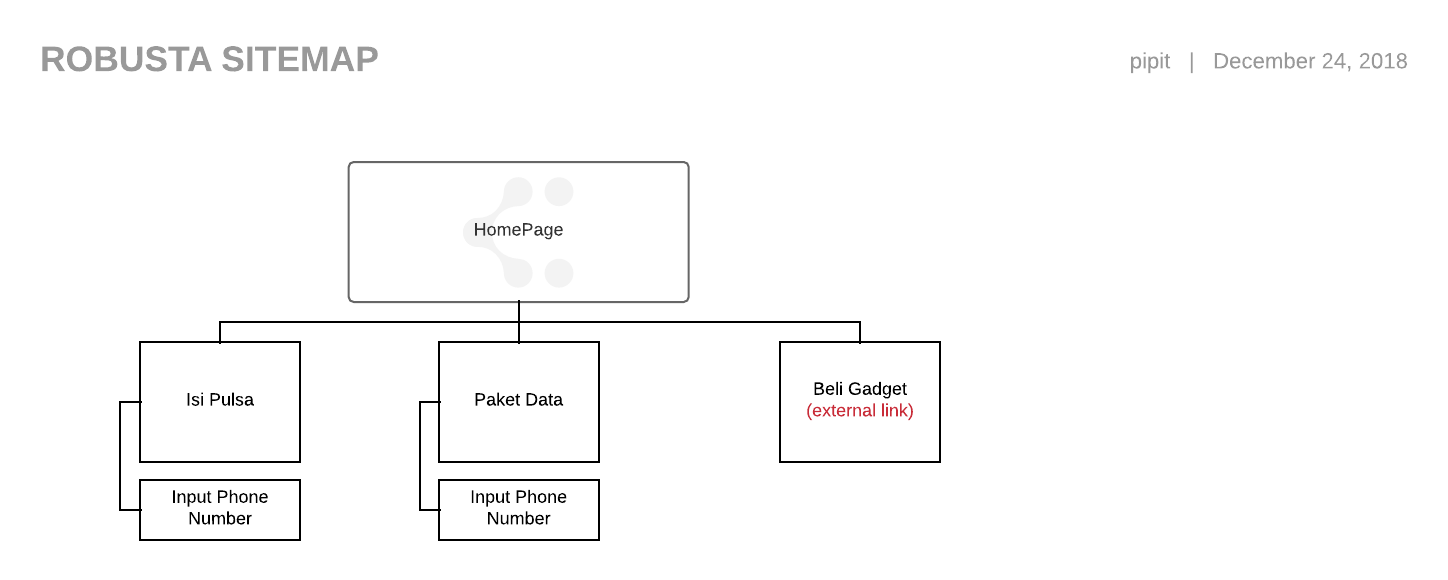 ROBUSTA SITEMAP
pipit | December 24, 2018
HomePage
Isi Pulsa
Paket Data
Beli Gadget
(external link)
Input Phone
Number
Input Phone
Number